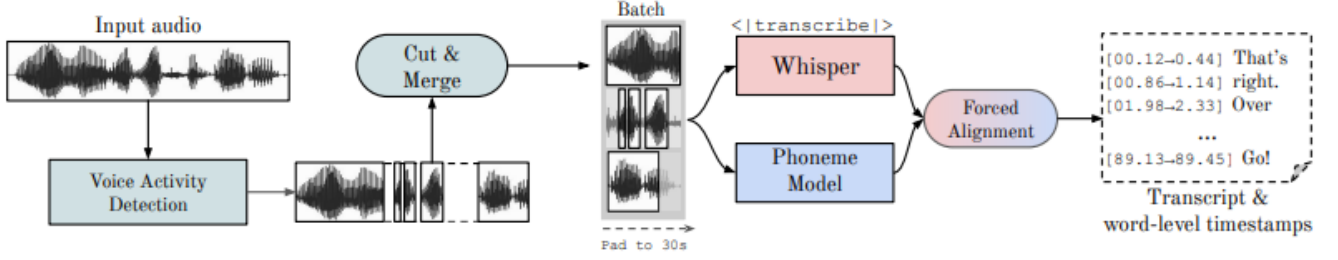 Input audio
Voice Activity
Detection
Cut &
Merge
Batch
Pad to 30s
<|transcribe|>
Whisper
Phoneme
Model
Forced
Alignment
[00.12→0.44] That's
[00.86→1.14] right.
[01.98→2.33] Over
...
[89.13→89.45] Go!
Transcript &
word-level timestamps